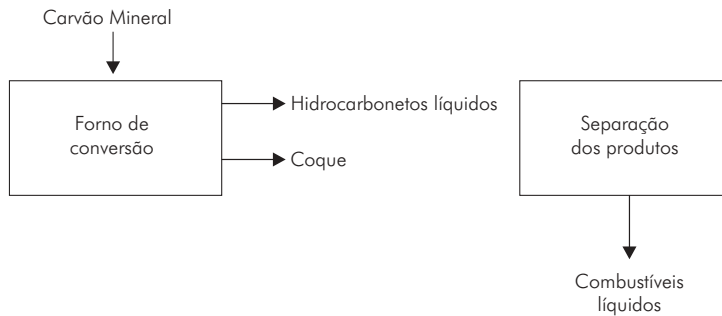 Carvão Mineral
Forno de
conversão
Hidrocarbonetos líquidos
Coque
Separação
dos produtos
Combustíveis
líquidos